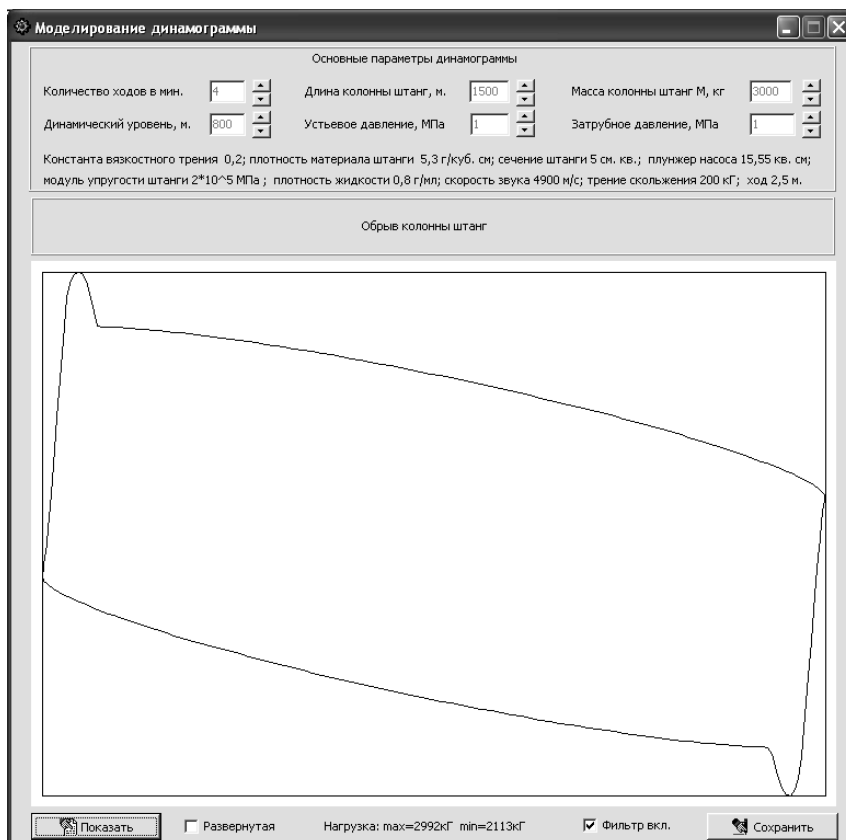 Моделирование динамограммы
Основные параметры динамограммы
Количество ходов в мин. 4 Длина колонны штанг, м. 1500 Масса колонны штанг М, кг 3000
Динамический уровень, м. 800 Устьевое давление, МПа 1 Затрубное давление, МПа 1
Константа вязкостного трения 0,2; плотность материала штанги 5,3 г/куб. см; сечение штанги 5 см. кв.; плунжер насоса 15,55 кв. см;
модуль упругости штанги 2*10^5 МПа ; плотность жидкости 0,8 г/мл; скорость звука 4900 м/с; трение скольжения 200 кГ; ход 2,5 м.
Обрыв колонны штанг
Показать Развернутая Нагрузка: max=2992кГ min=2113кГ Фильтр вкл. Сохранить